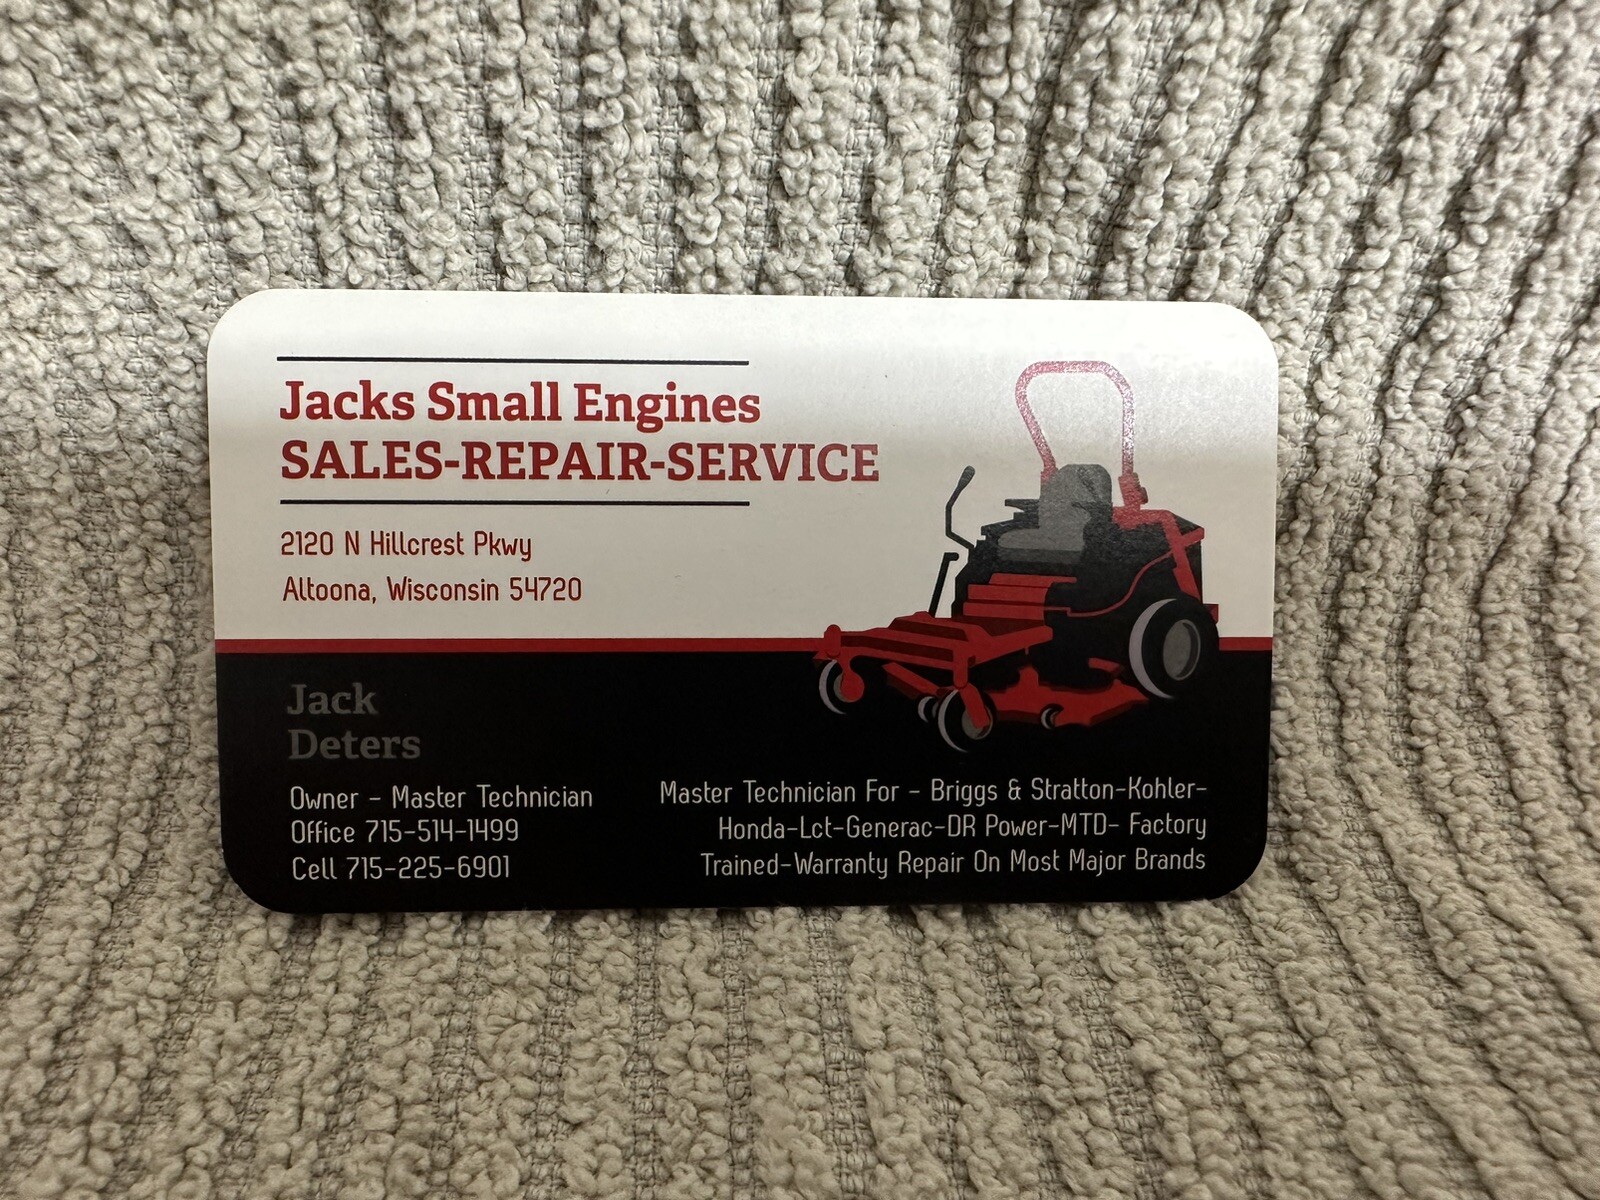 Jacks Small Engines
SALES-REPAIR-SERVICE
2120 N Hillcrest Pkwy
Altoona, Wisconsin 54720
Jack
Deters
Owner - Master Technician
Office 715-514-1499
Cell 715-225-6901
Master Technician For - Briggs & Stratton-Kohler-
Honda-Lct-Generac-DR Power-MTD- Factory
Trained-Warranty Repair On Most Major Brands